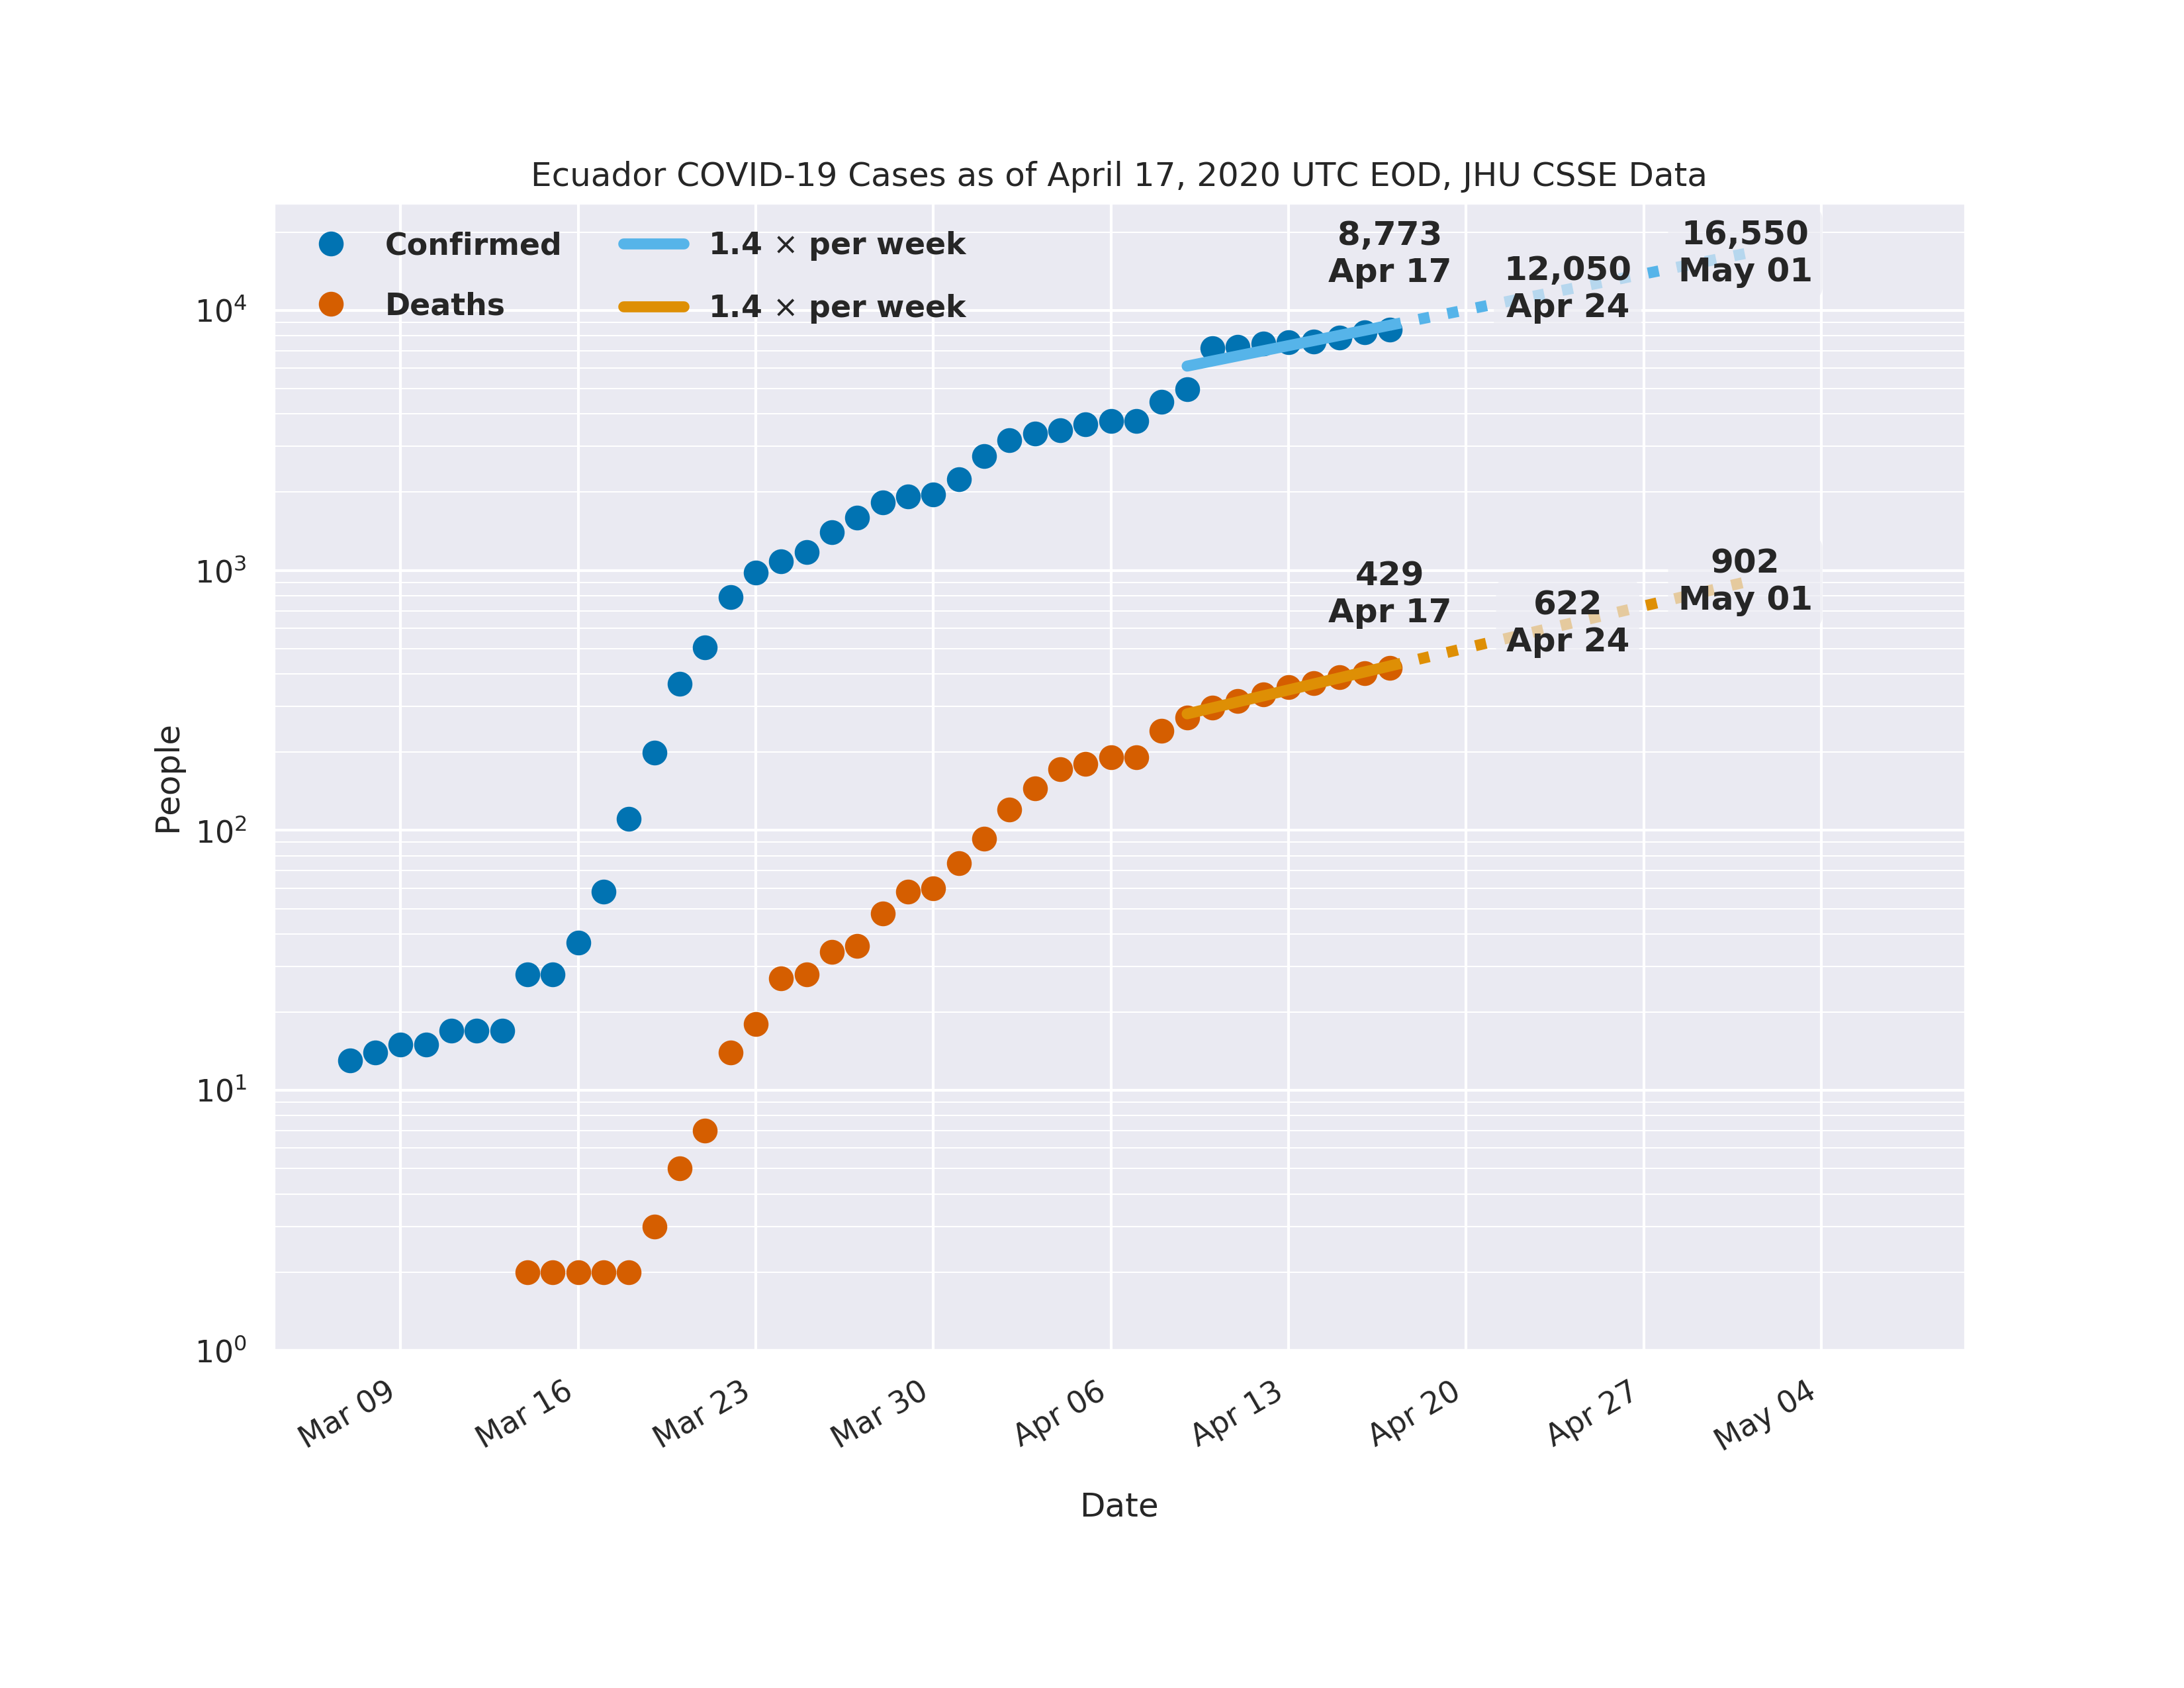 Ecuador COVID-19 Cases as of April 17, 2020 UTC EOD, JHU CSSE Data
Confirmed
Deaths
1.4 × per week
1.4 × per week
8,773
Apr 17
12,050
Apr 24
16,550
May 01
429
Apr 17
622
Apr 24
902
May 01
People
10⁴
10³
10²
10¹
10⁰
Mar 09
Mar 16
Mar 23
Mar 30
Apr 06
Apr 13
Apr 20
Apr 27
May 04
Date